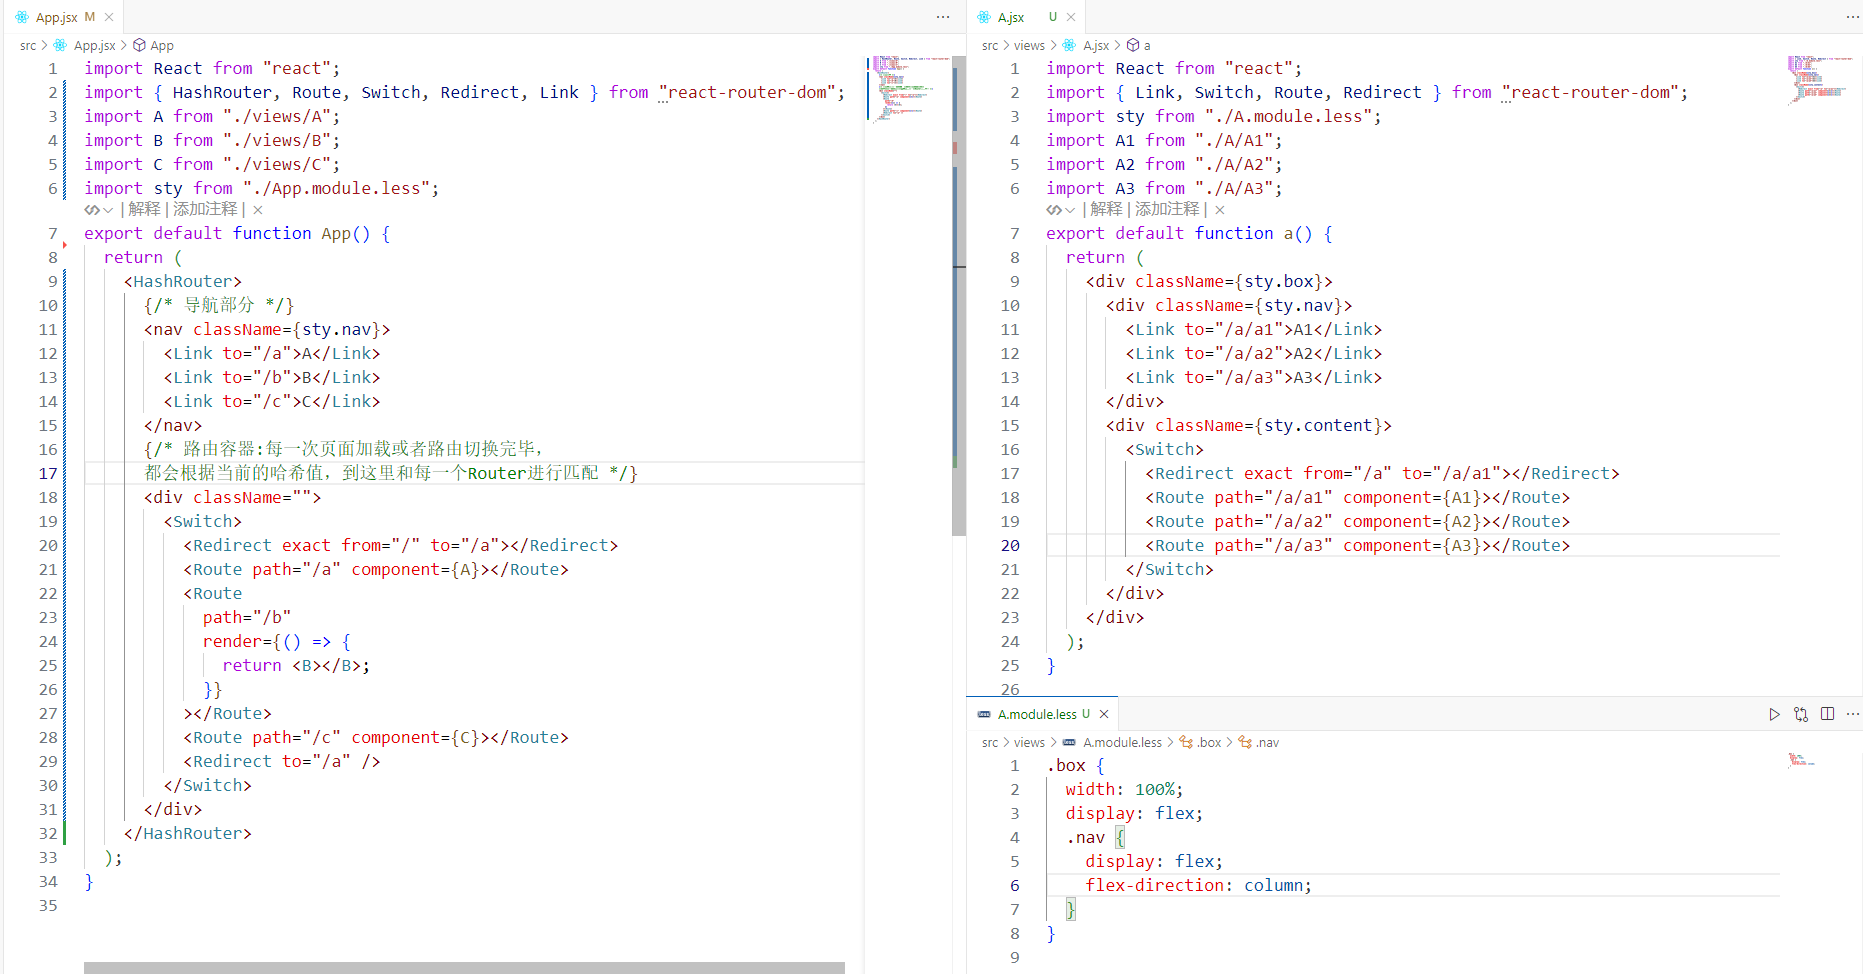 App.jsx M
src > App.jsx > App
1 import React from "react";
2 import { HashRouter, Route, Switch, Redirect, Link } from "react-router-dom";
3 import A from "./views/A";
4 import B from "./views/B";
5 import C from "./views/C";
6 import sty from "./App.module.less";
| 解释 | 添加注释 | ×
7 export default function App() {
8 return (
9 <HashRouter>
10 {/* 导航部分 */}
11 <nav className={sty.nav}>
12 <Link to="/a">A</Link>
13 <Link to="/b">B</Link>
14 <Link to="/c">C</Link>
15 </nav>
16 {/* 路由容器:每一次页面加载或者路由切换完毕,
17 都会根据当前的哈希值，到这里和每一个Router进行匹配 */}
18 <div className="">
19 <Switch>
20 <Redirect exact from="/" to="/a"></Redirect>
21 <Route path="/a" component={A}></Route>
22 <Route
23 path="/b"
24 render={() => {
25 return <B></B>;
26 }}
27 ></Route>
28 <Route path="/c" component={C}></Route>
29 <Redirect to="/a" />
30 </Switch>
31 </div>
32 </HashRouter>
33 );
34 }
35
A.jsx U
src > views > A.jsx > a
1 import React from "react";
2 import { Link, Switch, Route, Redirect } from "react-router-dom";
3 import sty from "./A.module.less";
4 import A1 from "./A/A1";
5 import A2 from "./A/A2";
6 import A3 from "./A/A3";
| 解释 | 添加注释 | ×
7 export default function a() {
8 return (
9 <div className={sty.box}>
10 <div className={sty.nav}>
11 <Link to="/a/a1">A1</Link>
12 <Link to="/a/a2">A2</Link>
13 <Link to="/a/a3">A3</Link>
14 </div>
15 <div className={sty.content}>
16 <Switch>
17 <Redirect exact from="/a" to="/a/a1"></Redirect>
18 <Route path="/a/a1" component={A1}></Route>
19 <Route path="/a/a2" component={A2}></Route>
20 <Route path="/a/a3" component={A3}></Route>
21 </Switch>
22 </div>
23 </div>
24 );
25 }
26
A.module.less U
src > views > A.module.less > .box > .nav
1 .box {
2 width: 100%;
3 display: flex;
4 .nav {
5 display: flex;
6 flex-direction: column;
7 }
8 }
9